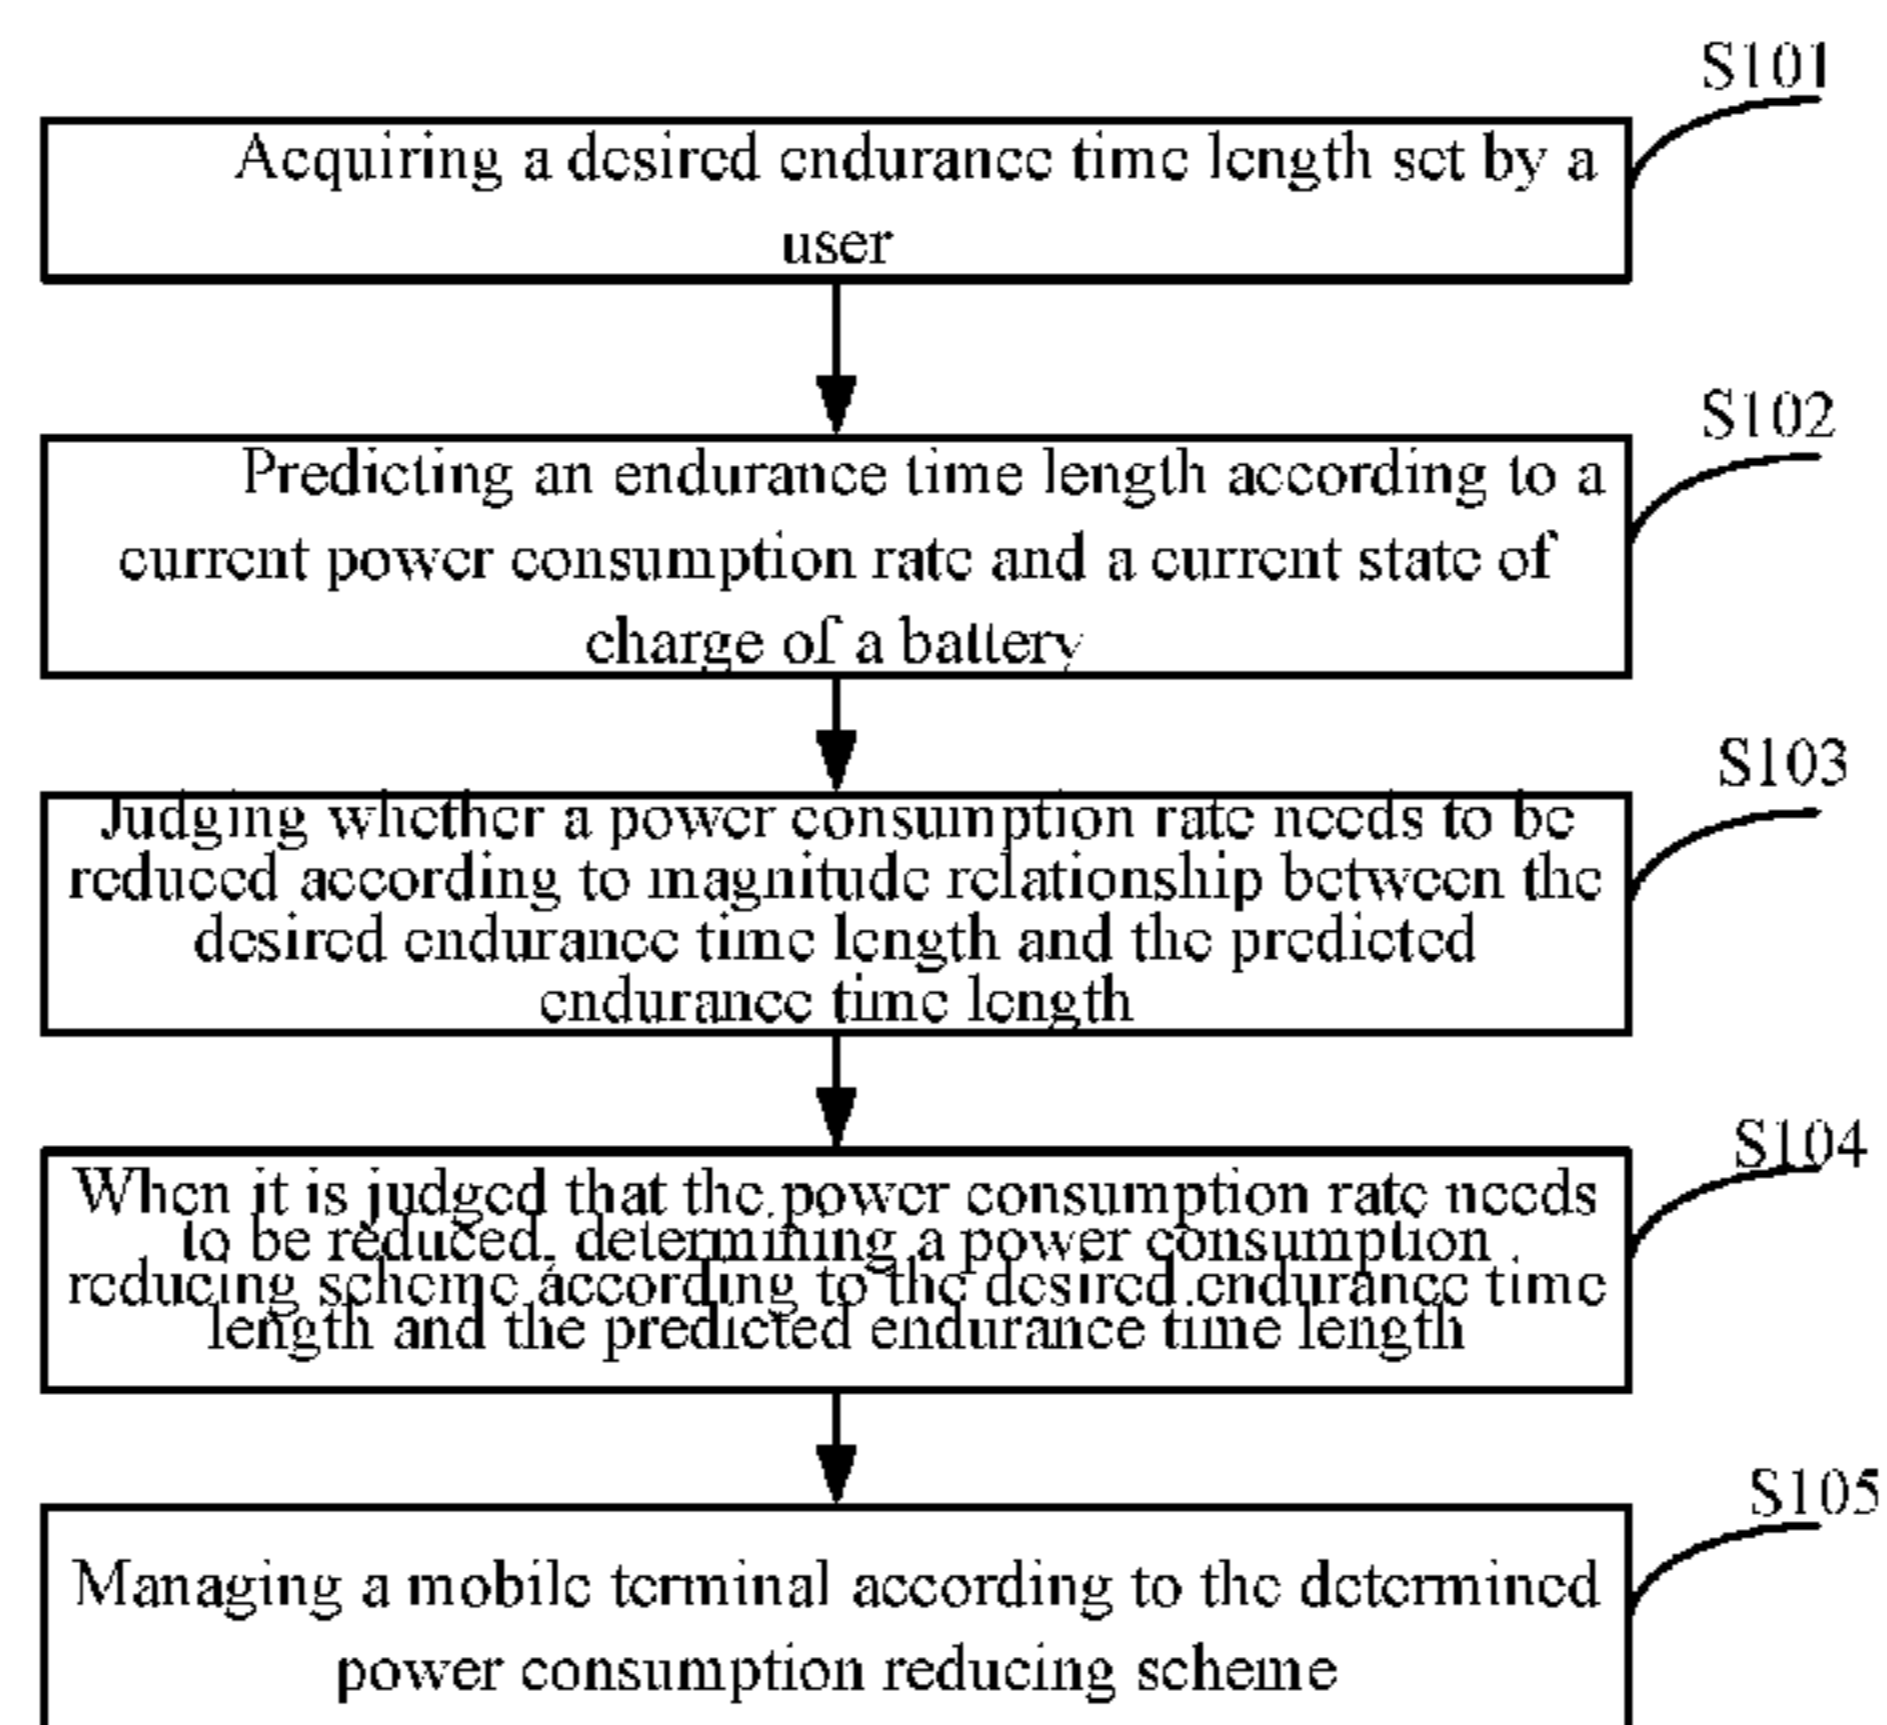 S101
Acquiring a desired endurance time length set by a
user
S102
Predicting an endurance time length according to a
current power consumption rate and a current state of
charge of a battery
S103
Judging whether a power consumption rate needs to be
reduced according to magnitude relationship between the
desired endurance time length and the predicted
endurance time length
S104
When it is judged that the power consumption rate needs
to be reduced, determining a power consumption
reducing scheme according to the desired endurance time
length and the predicted endurance time length
S105
Managing a mobile terminal according to the determined
power consumption reducing scheme